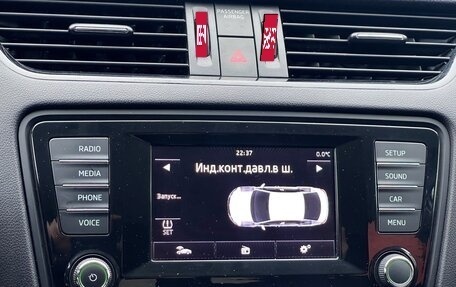 PASSENGER
AIRBAG
RADIO
MEDIA
PHONE
VOICE
22:37
0.0°C
Инд.конт.давл.в ш.
Запуск...
SET
SETUP
SOUND
CAR
MENU